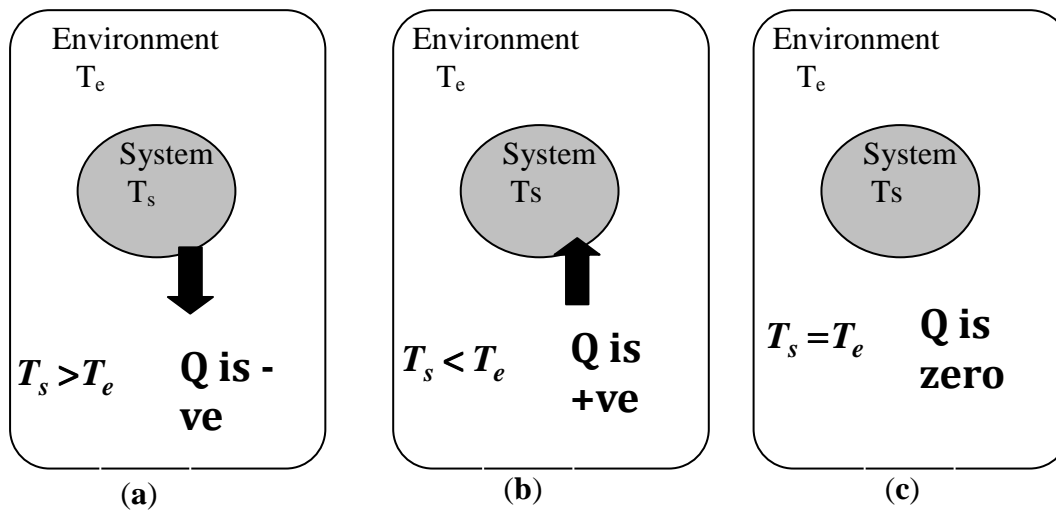 Environment
Tₑ
System
Tₛ
Tₛ >Tₑ
Q is -
ve
(a)
Environment
Tₑ
System
Ts
Tₛ < Tₑ
Q is
+ve
(b)
Environment
Tₑ
System
Ts
Tₛ =Tₑ
Q is
zero
(c)